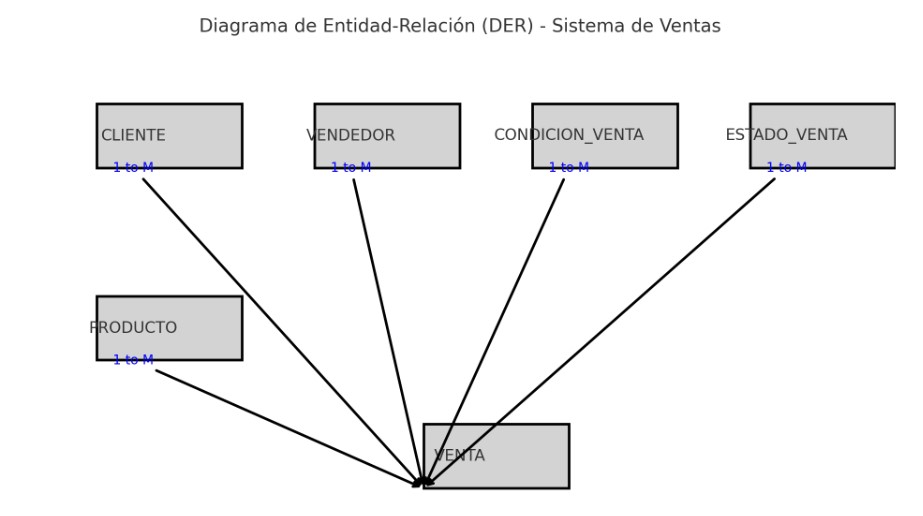 Diagrama de Entidad-Relación (DER) - Sistema de Ventas
CLIENTE
VENDEDOR
CONDICION_VENTA
ESTADO_VENTA
1 to M
1 to M
1 to M
1 to M
PRODUCTO
1 to M
VENTA